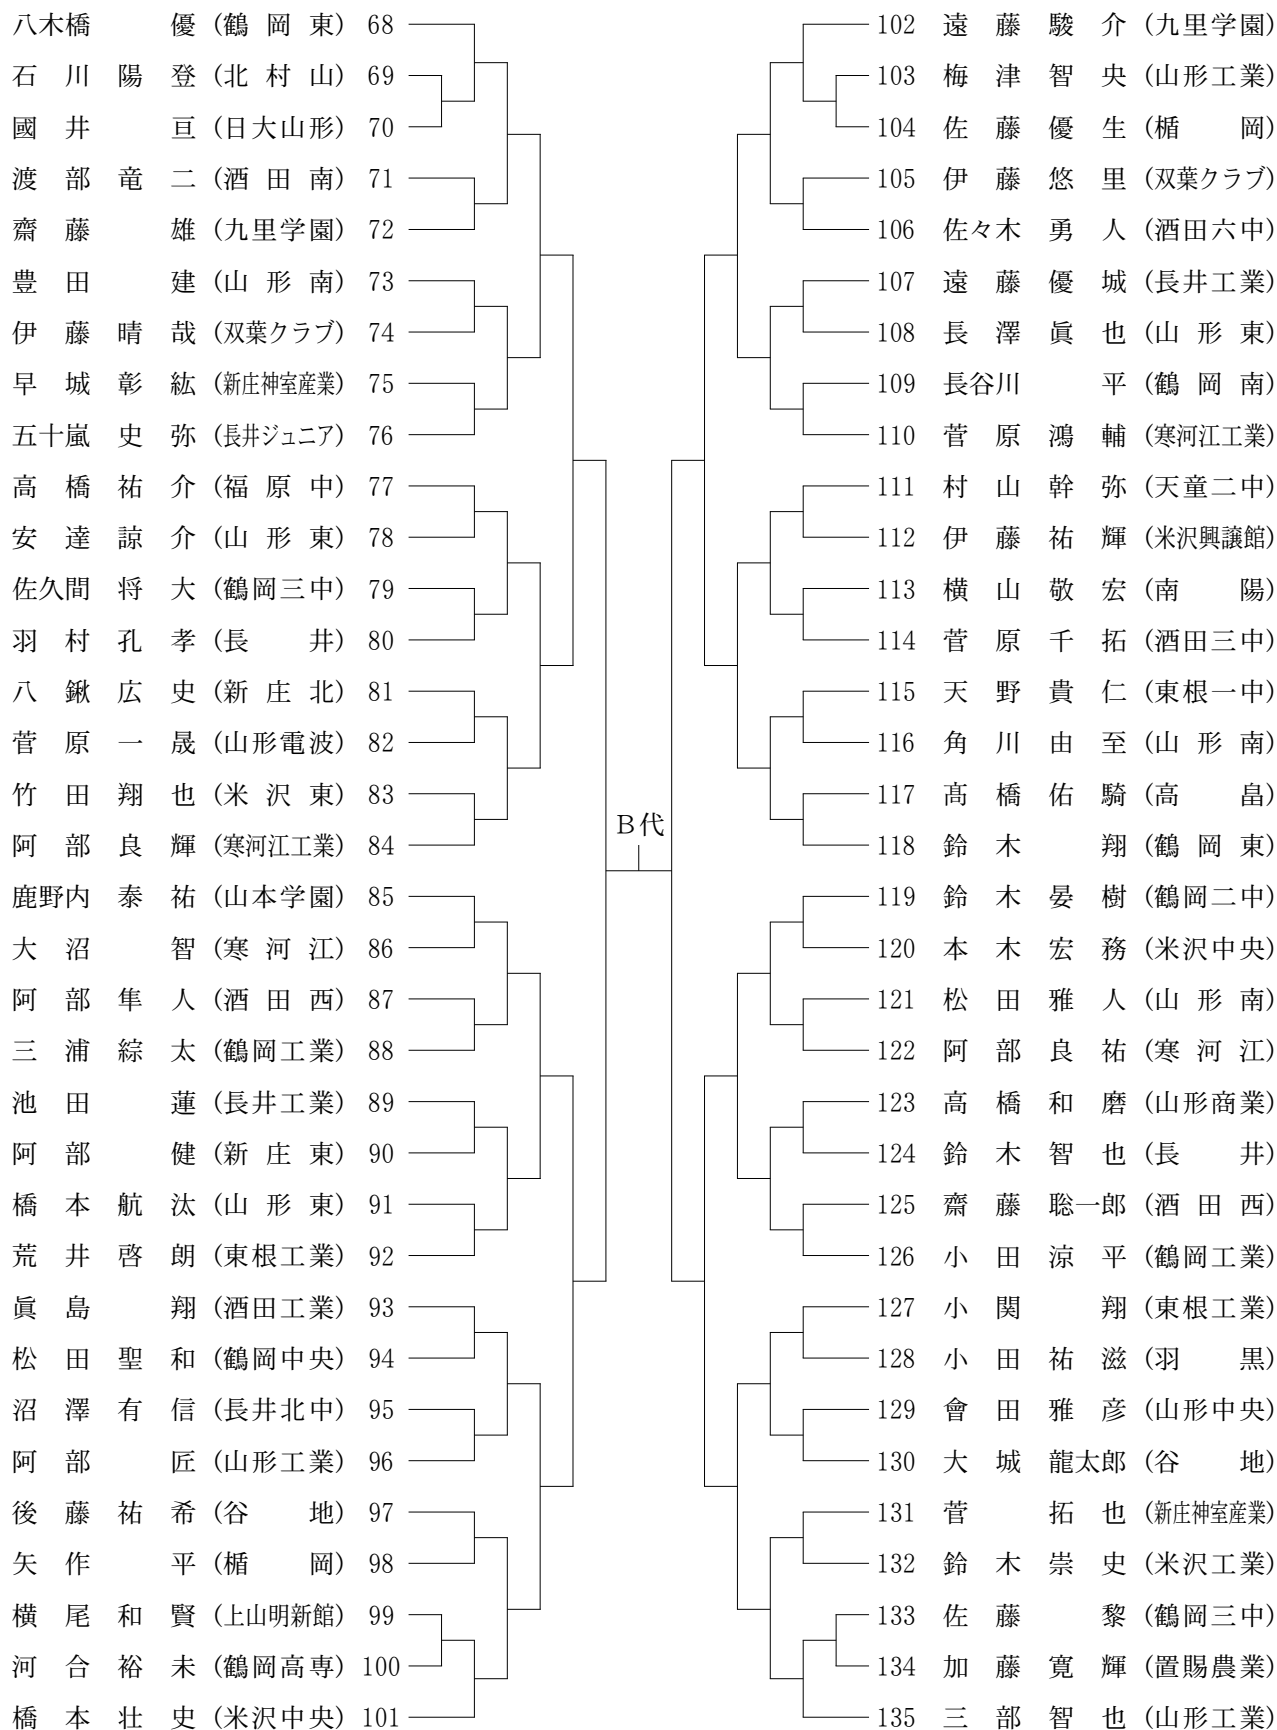 八木橋 優 (鶴岡東) 68
石川陽登 (北村山) 69
國井 亘 (日大山形) 70
渡部竜二 (酒田南) 71
齋藤 雄 (九里学園) 72
豊田 建 (山形南) 73
伊藤晴哉 (双葉クラブ) 74
早城彰紘 (新庄神室産業) 75
五十嵐史弥 (長井ジュニア) 76
高橋祐介 (福原中) 77
安達諒介 (山形東) 78
佐久間将大 (鶴岡三中) 79
羽村孔孝 (長井) 80
八鍬広史 (新庄北) 81
菅原一晟 (山形電波) 82
竹田翔也 (米沢東) 83
阿部良輝 (寒河江工業) 84
鹿野内泰祐 (山本学園) 85
大沼 智 (寒河江) 86
阿部隼人 (酒田西) 87
三浦綜太 (鶴岡工業) 88
池田 蓮 (長井工業) 89
阿部 健 (新庄東) 90
橋本航汰 (山形東) 91
荒井啓朗 (東根工業) 92
眞島 翔 (酒田工業) 93
松田聖和 (鶴岡中央) 94
沼澤有信 (長井北中) 95
阿部 匠 (山形工業) 96
後藤祐希 (谷地) 97
矢作 平 (楯岡) 98
横尾和賢 (上山明新館) 99
河合裕未 (鶴岡高専) 100
橋本壮史 (米沢中央) 101
B代
102 遠藤駿介 (九里学園)
103 梅津智央 (山形工業)
104 佐藤優生 (楯岡)
105 伊藤悠里 (双葉クラブ)
106 佐々木勇人 (酒田六中)
107 遠藤優城 (長井工業)
108 長澤眞也 (山形東)
109 長谷川 平 (鶴岡南)
110 菅原鴻輔 (寒河江工業)
111 村山幹弥 (天童二中)
112 伊藤祐輝 (米沢興譲館)
113 横山敬宏 (南陽)
114 菅原千拓 (酒田三中)
115 天野貴仁 (東根一中)
116 角川由至 (山形南)
117 髙橋佑騎 (高畠)
118 鈴木 翔 (鶴岡東)
119 鈴木晏樹 (鶴岡二中)
120 本木宏務 (米沢中央)
121 松田雅人 (山形南)
122 阿部良祐 (寒河江)
123 高橋和磨 (山形商業)
124 鈴木智也 (長井)
125 齋藤聡一郎 (酒田西)
126 小田涼平 (鶴岡工業)
127 小関 翔 (東根工業)
128 小田祐滋 (羽黒)
129 會田雅彦 (山形中央)
130 大城龍太郎 (谷地)
131 菅 拓也 (新庄神室産業)
132 鈴木崇史 (米沢工業)
133 佐藤 黎 (鶴岡三中)
134 加藤寛輝 (置賜農業)
135 三部智也 (山形工業)